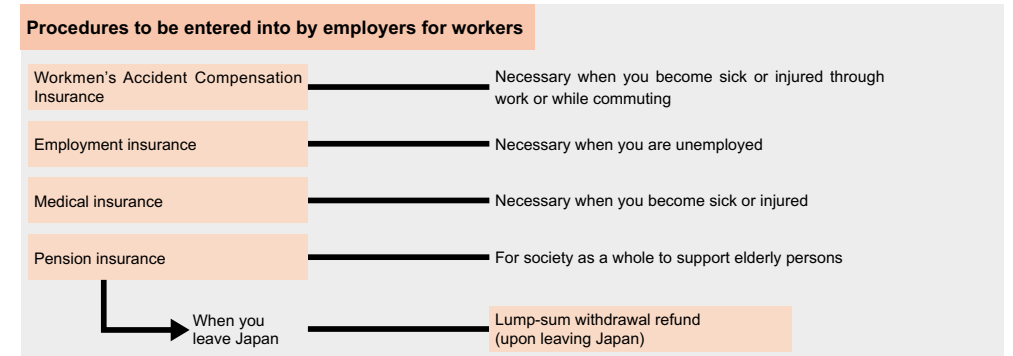 Procedures to be entered into by employers for workers
Workmen's Accident Compensation
Insurance
Necessary when you become sick or injured through
work or while commuting
Employment insurance
Necessary when you are unemployed
Medical insurance
Necessary when you become sick or injured
Pension insurance
For society as a whole to support elderly persons
When you
leave Japan
Lump-sum withdrawal refund
(upon leaving Japan)